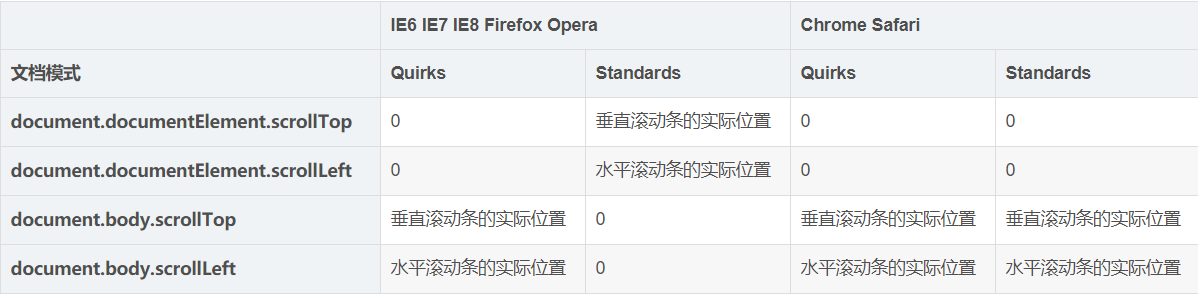 IE6 IE7 IE8 Firefox Opera Chrome Safari
文档模式 Quirks Standards Quirks Standards
document.documentElement.scrollTop 0 垂直滚动条的实际位置 0 0
document.documentElement.scrollLeft 0 水平滚动条的实际位置 0 0
document.body.scrollTop 垂直滚动条的实际位置 0 垂直滚动条的实际位置 垂直滚动条的实际位置
document.body.scrollLeft 水平滚动条的实际位置 0 水平滚动条的实际位置 水平滚动条的实际位置